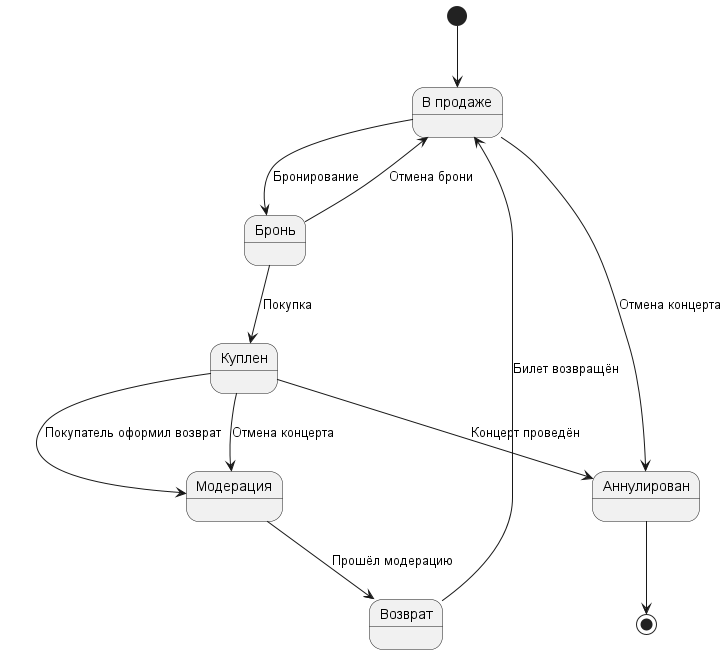 В продаже
Бронирование
Отмена брони
Бронь
Отмена концерта
Покупка
Куплен
Билет возвращён
Покупатель оформил возврат
Отмена концерта
Концерт проведён
Модерация
Аннулирован
Прошёл модерацию
Возврат